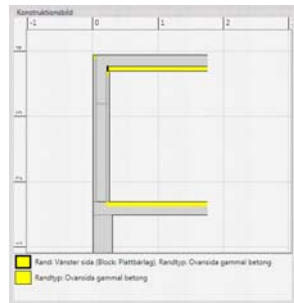 Konstruktionsbild
-1 0 1 2
Rand: Vänster sida (Block: Plattbärlag), Randtyp: Ovansida gammal betong
Randtyp: Ovansida gammal betong